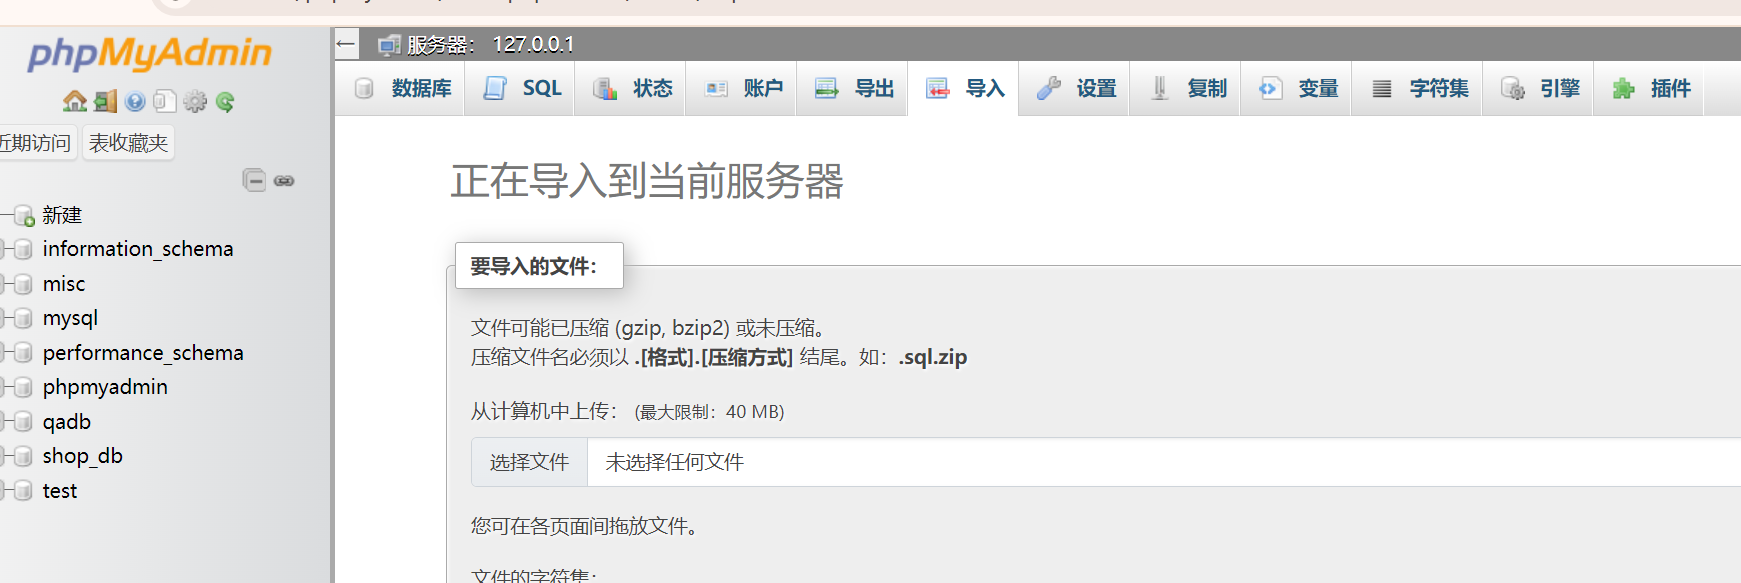 phpMyAdmin
近期访问 表收藏夹
新建
information_schema
misc
mysql
performance_schema
phpmyadmin
qadb
shop_db
test
服务器： 127.0.0.1
数据库 SQL 状态 账户 导出 导入 设置 复制 变量 字符集 引擎 插件
正在导入到当前服务器
要导入的文件：
文件可能已压缩 (gzip, bzip2) 或未压缩。
压缩文件名必须以 .[格式].[压缩方式] 结尾。如：.sql.zip
从计算机中上传： (最大限制：40 MB)
选择文件 未选择任何文件
您可在各页面间拖放文件。
文件的字符集：